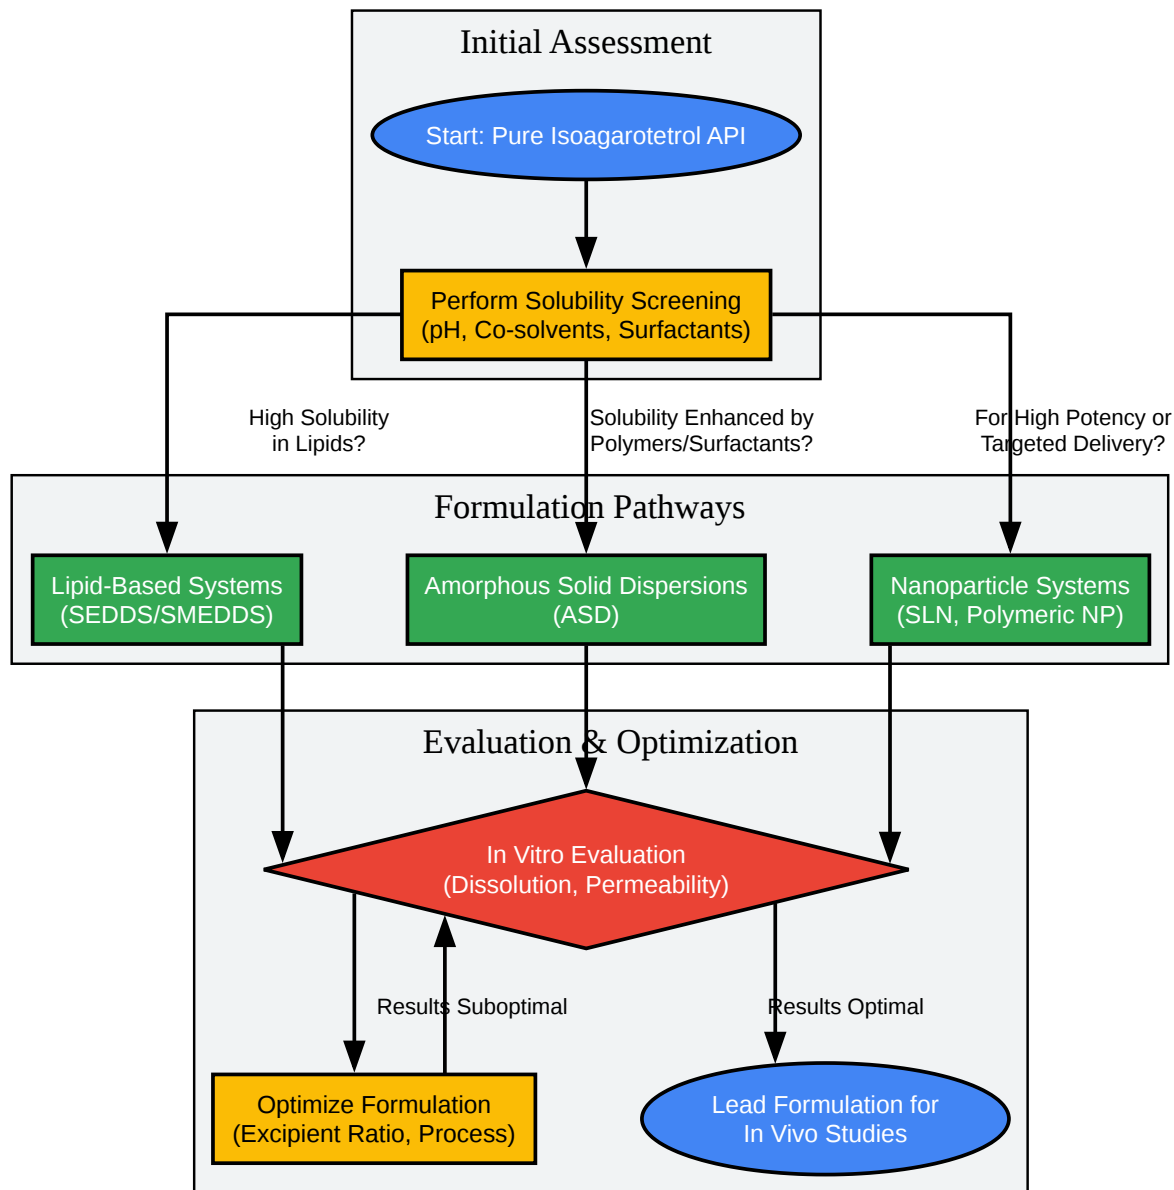 Initial Assessment
Start: Pure Isoagarotetrol API
Perform Solubility Screening
(pH, Co-solvents, Surfactants)
High Solubility
in Lipids?
Solubility Enhanced by
Polymers/Surfactants?
For High Potency or
Targeted Delivery?
Formulation Pathways
Lipid-Based Systems
(SEDDS/SMEDDS)
Amorphous Solid Dispersions
(ASD)
Nanoparticle Systems
(SLN, Polymeric NP)
Evaluation & Optimization
In Vitro Evaluation
(Dissolution, Permeability)
Results Suboptimal
Results Optimal
Optimize Formulation
(Excipient Ratio, Process)
Lead Formulation for
In Vivo Studies